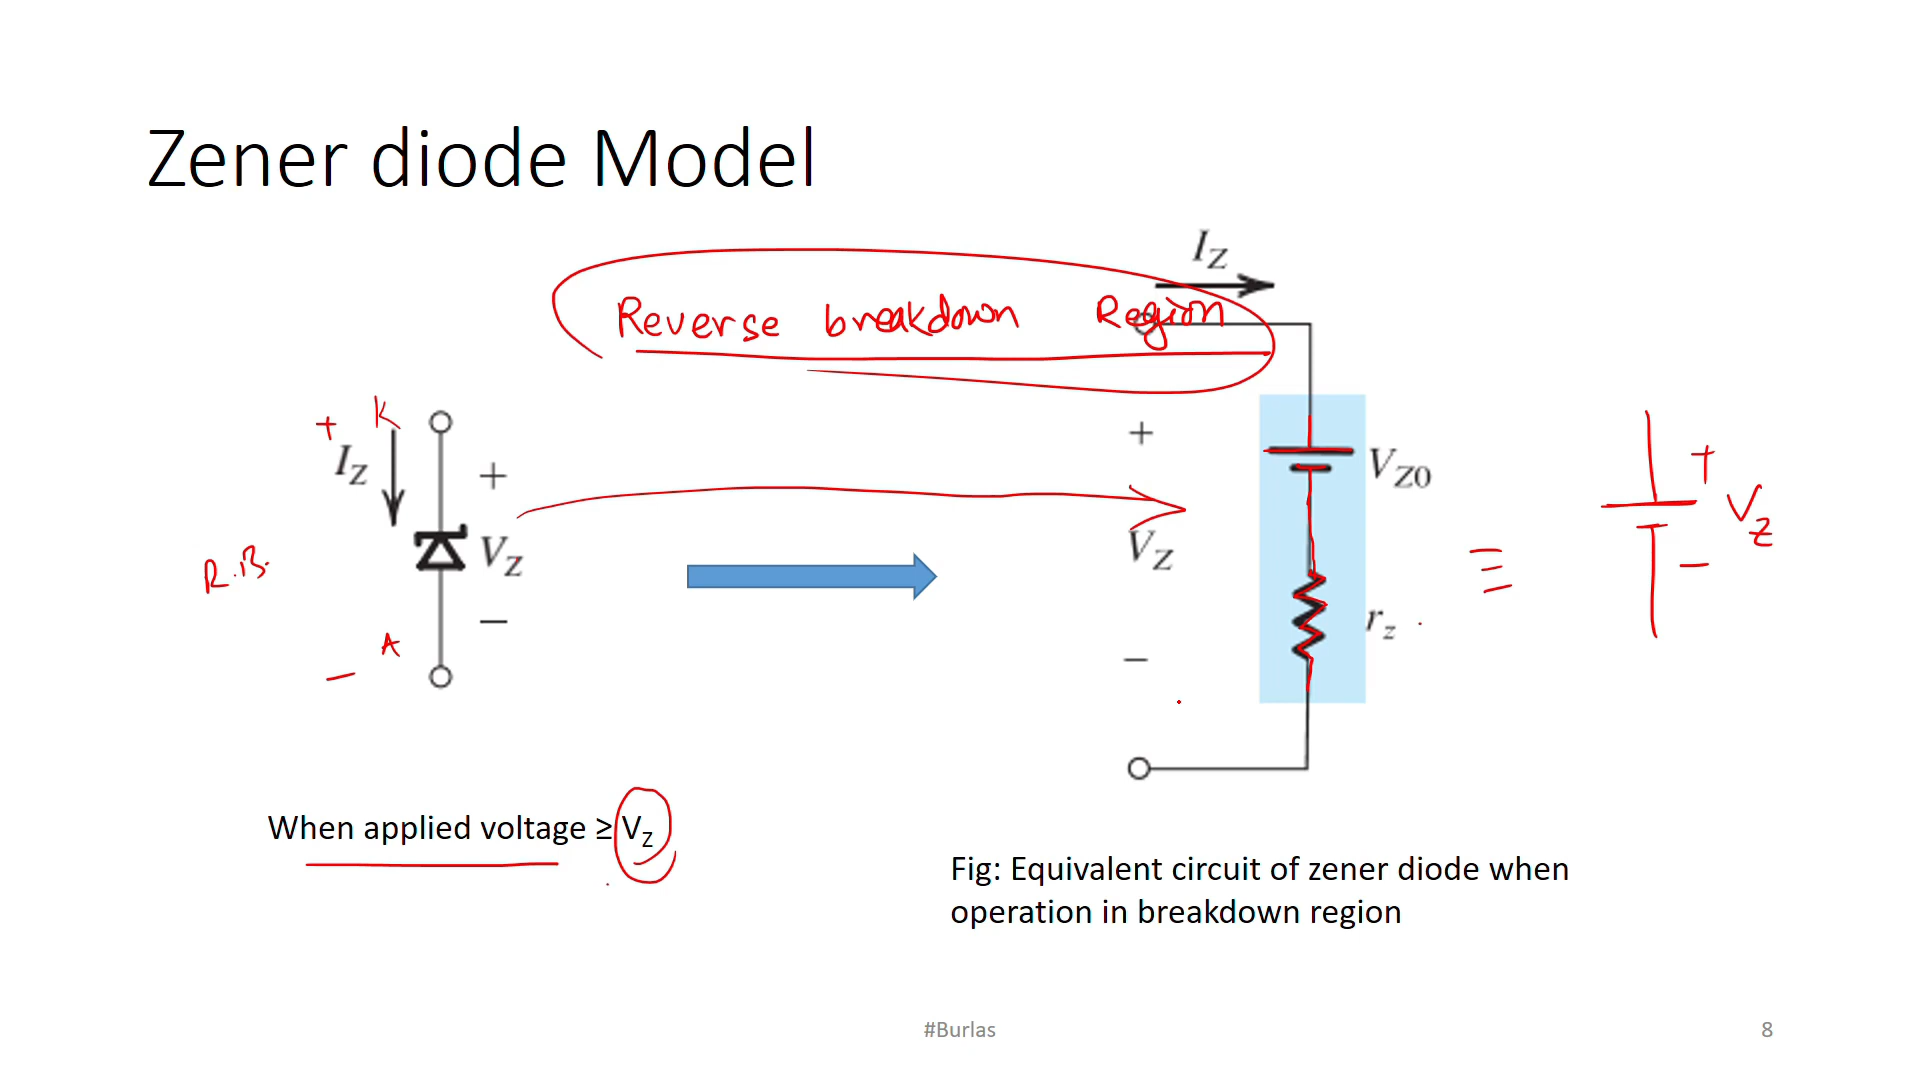 Zener diode Model
I_Z
Reverse breakdown Region
+ K
I_Z
+
V_Z
R.B.
−
A
−
+
V_Z0
V_Z
r_z
−
≡
+
V_Z
−
When applied voltage ≥ V_Z
Fig: Equivalent circuit of zener diode when
operation in breakdown region
#Burlas
8